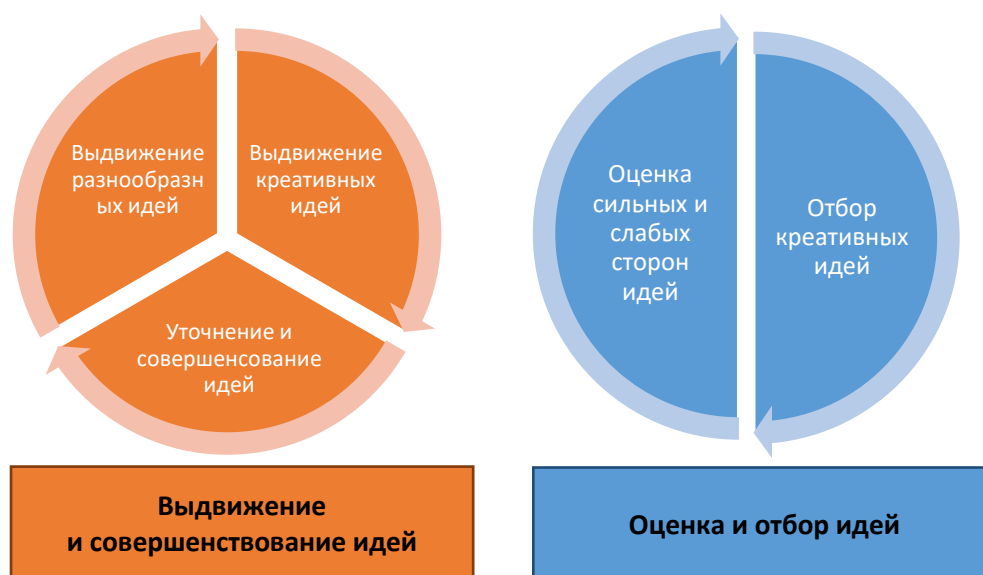 Выдвижение
разнообразн
ых идей
Выдвижение
креативных
идей
Уточнение и
совершенсование
идей
Выдвижение
и совершенствование идей
Оценка
сильных и
слабых
сторон
идей
Отбор
креативных
идей
Оценка и отбор идей